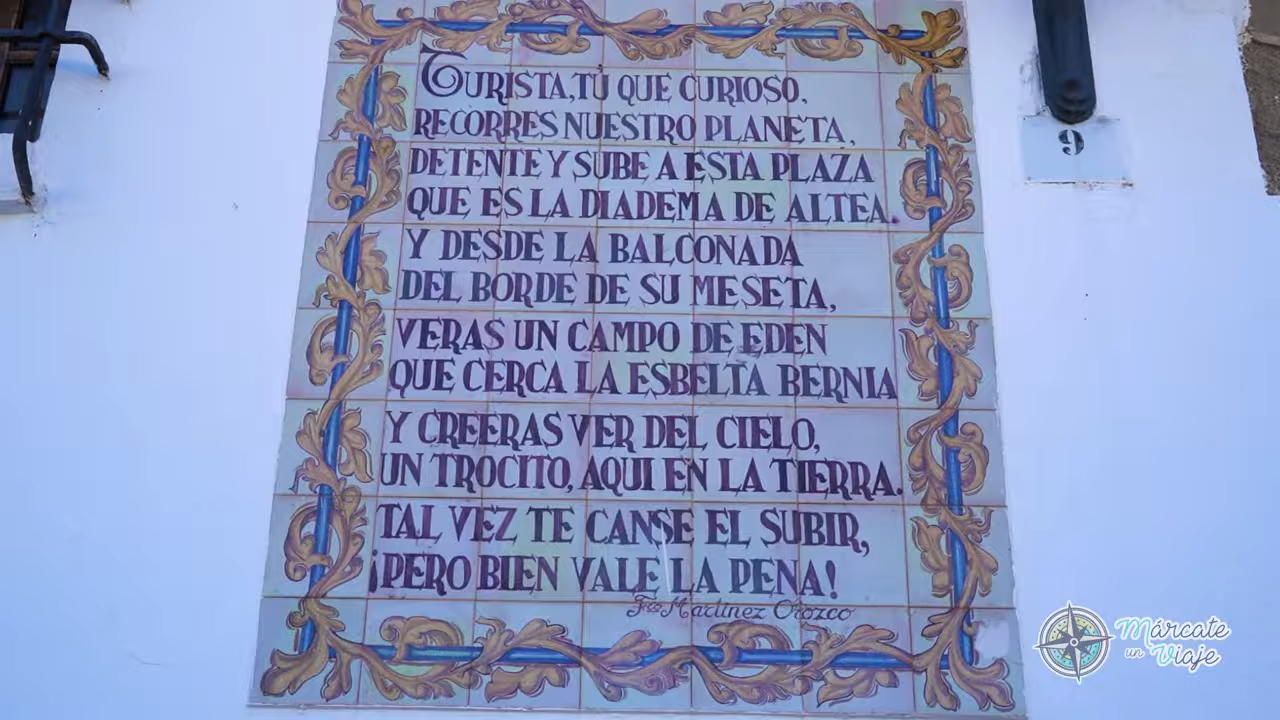 TURISTA, TÚ QUE CURIOSO,
RECORRES NUESTRO PLANETA,
DETENTE Y SUBE A ESTA PLAZA
QUE ES LA DIADEMA DE ALTEA.
Y DESDE LA BALCONADA
DEL BORDE DE SU MESETA,
VERAS UN CAMPO DE EDEN
QUE CERCA LA ESBELTA BERNIA
Y CREERAS VER DEL CIELO,
UN TROCITO, AQUI EN LA TIERRA.
TAL VEZ TE CANSE EL SUBIR,
¡PERO BIEN VALE LA PENA!
Fco Martinez Orozco
9
Márcate
un Viaje